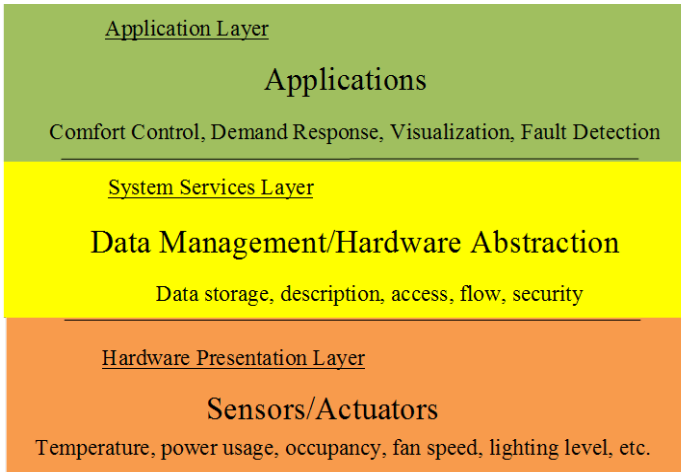 Application Layer
Applications
Comfort Control, Demand Response, Visualization, Fault Detection
System Services Layer
Data Management/Hardware Abstraction
Data storage, description, access, flow, security
Hardware Presentation Layer
Sensors/Actuators
Temperature, power usage, occupancy, fan speed, lighting level, etc.